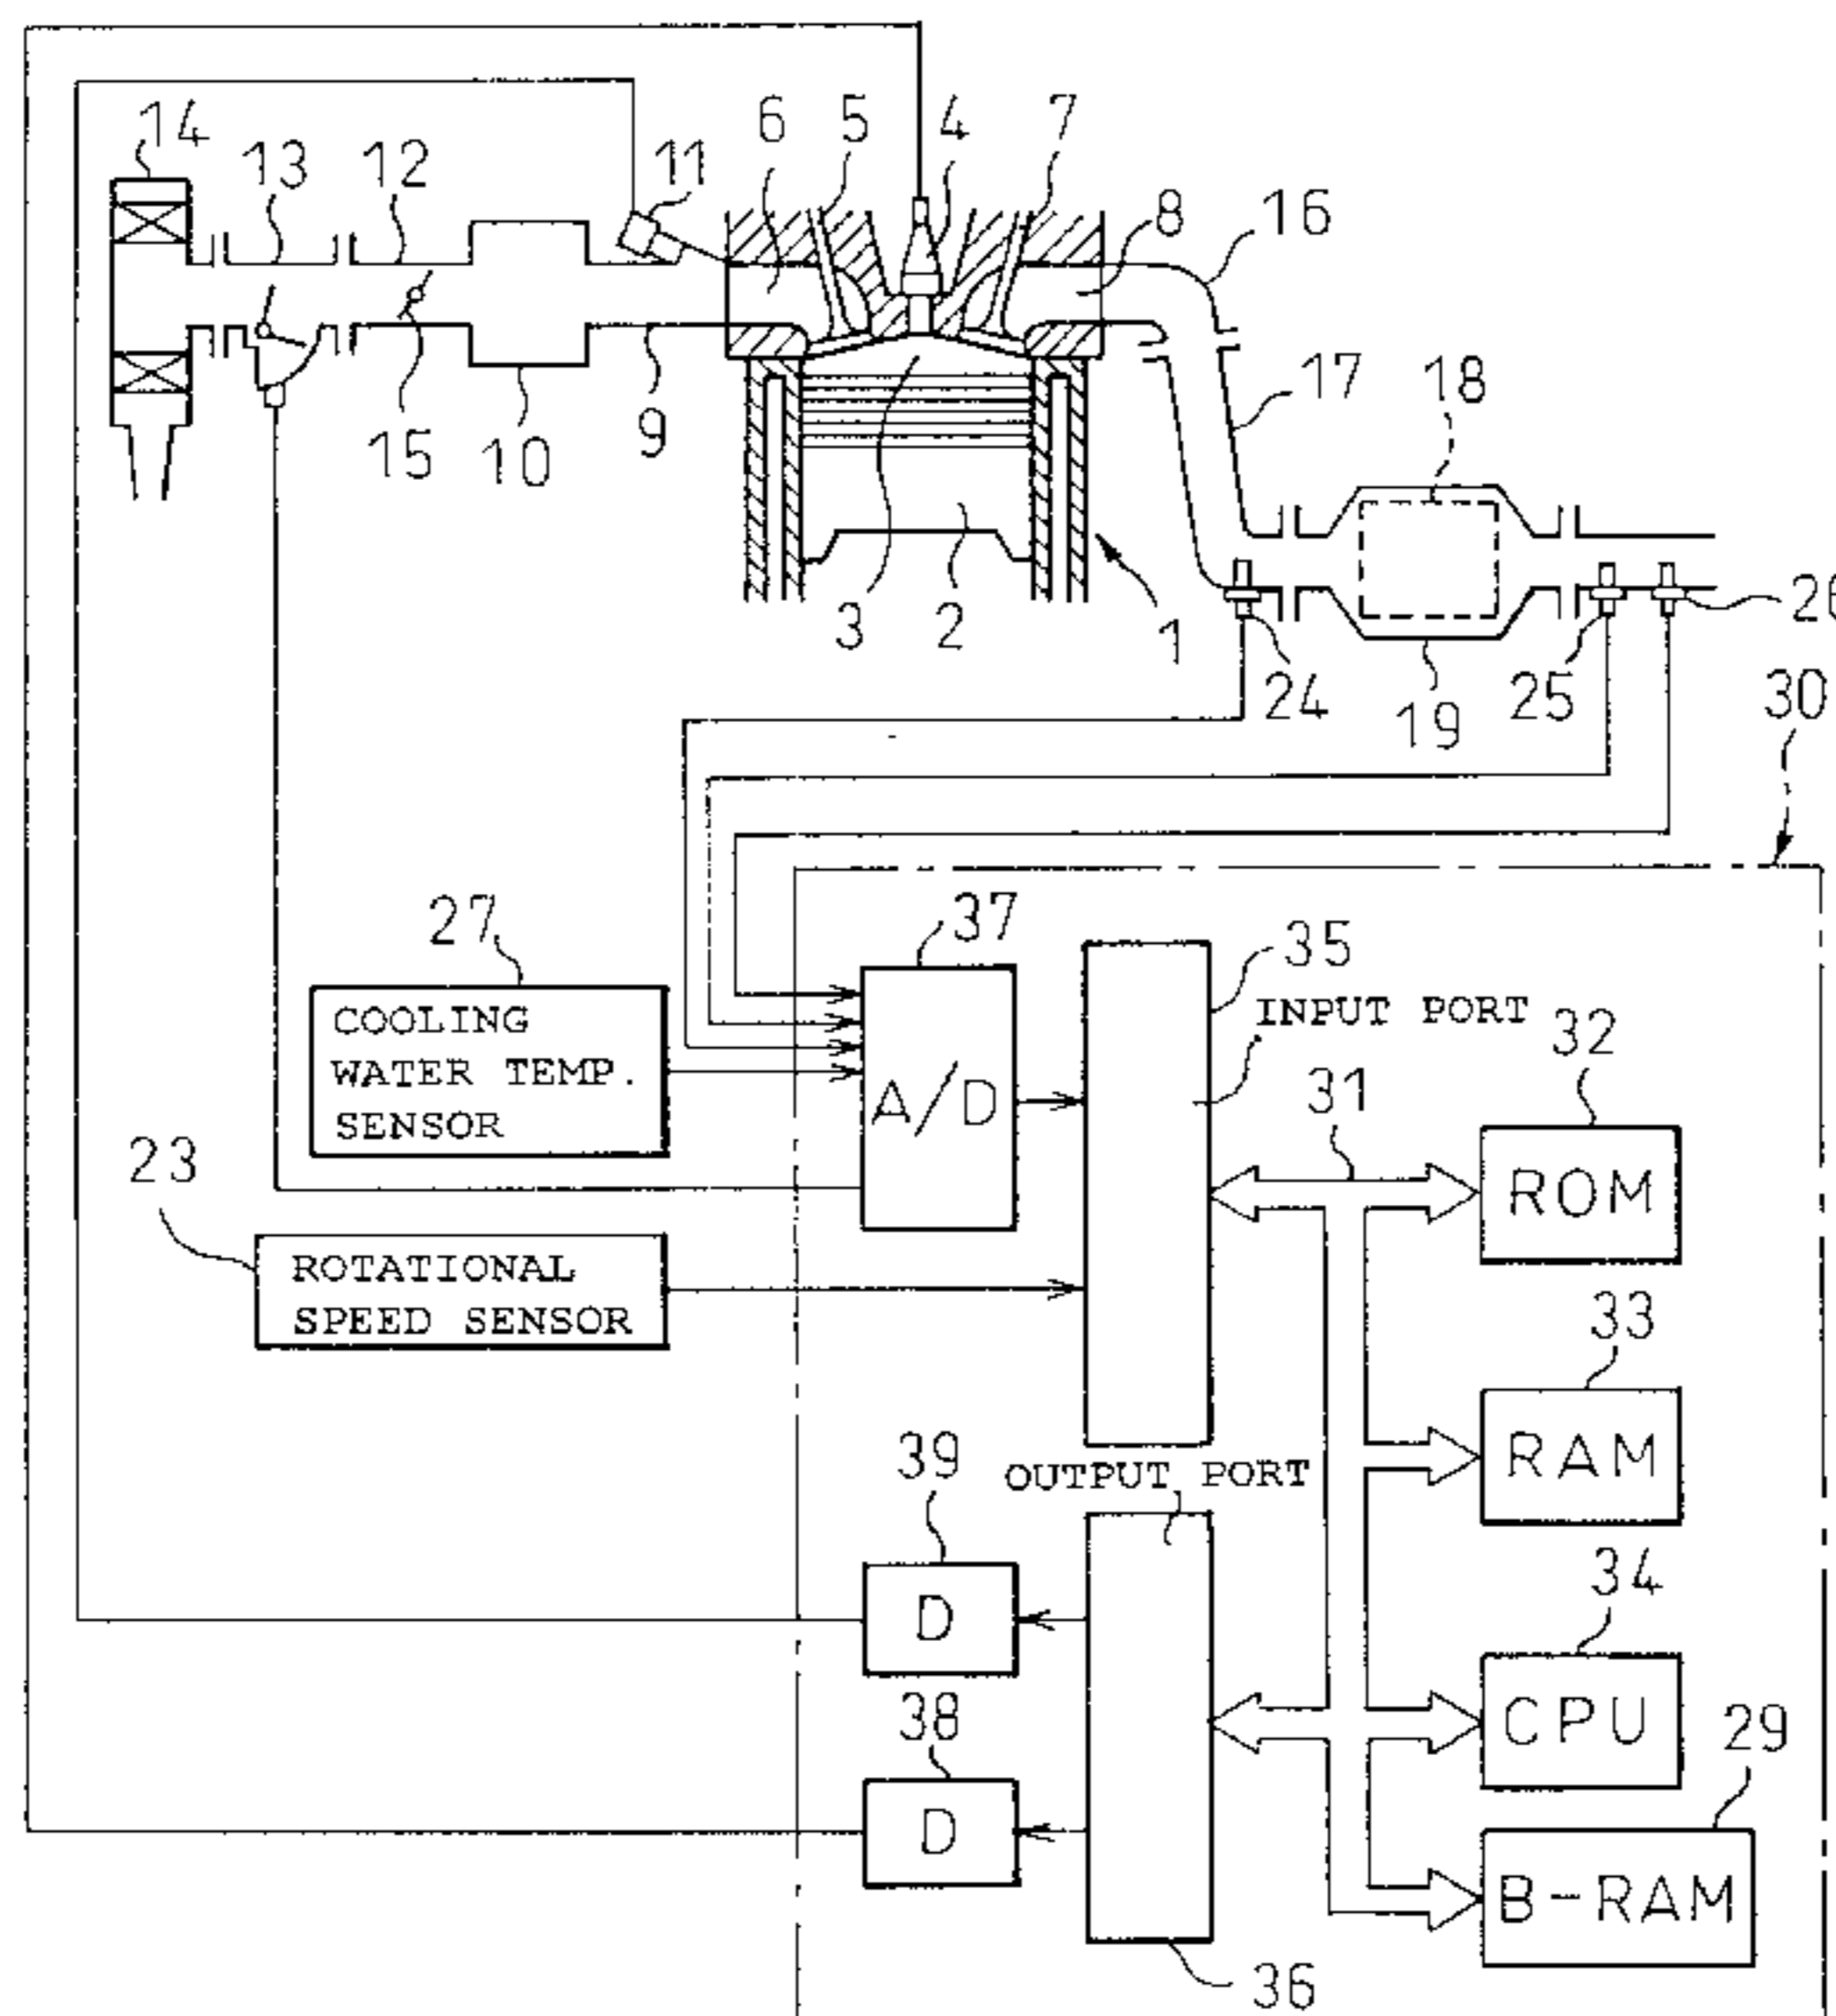 6
5
4
7
14
13
12
11
8
16
15
10
9
17
18
3
2
1
24
19
25
26
30
27
37
35
COOLING
WATER TEMP.
SENSOR
A/D
INPUT PORT
32
31
ROM
23
ROTATIONAL
SPEED SENSOR
33
RAM
39
OUTPUT PORT
D
34
CPU
38
D
29
B-RAM
36